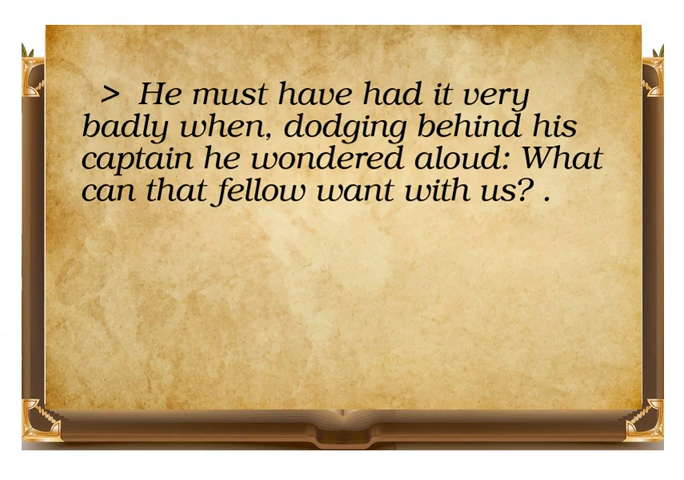 > He must have had it very
badly when, dodging behind his
captain he wondered aloud: What
can that fellow want with us? .